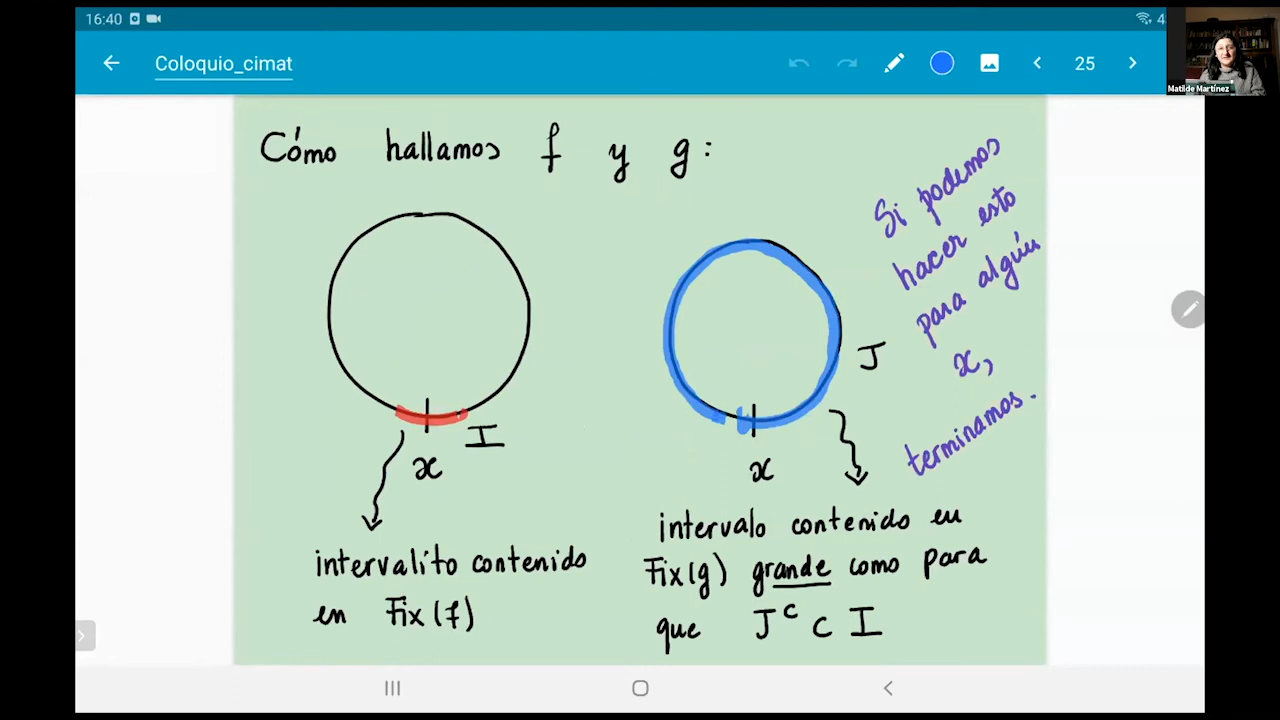 16:40
Coloquio_cimat
25
Matilde Martínez
Cómo hallamos f y g:
Si podemos
hacer esto
para algún
x,
terminamos.
I
x
J
x
intervalito contenido
en Fix(f)
intervalo contenido en
Fix(g) grande como para
que J^c ⊂ I